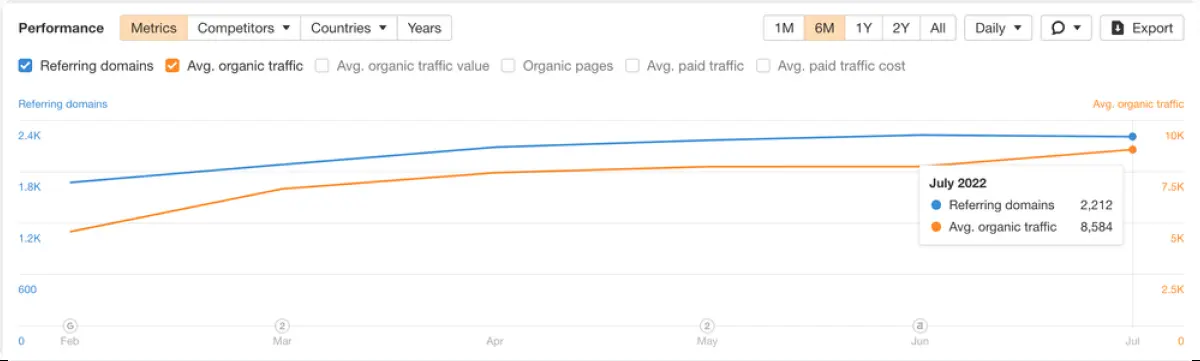 Performance Metrics Competitors Countries Years 1M 6M 1Y 2Y All Daily Export
Referring domains Avg. organic traffic Avg. organic traffic value Organic pages Avg. paid traffic Avg. paid traffic cost
Referring domains Avg. organic traffic
2.4K 10K
1.8K 7.5K
July 2022
Referring domains 2,212
Avg. organic traffic 8,584
1.2K 5K
600 2.5K
G 2 2 a
0 Feb Mar Apr May Jun Jul 0